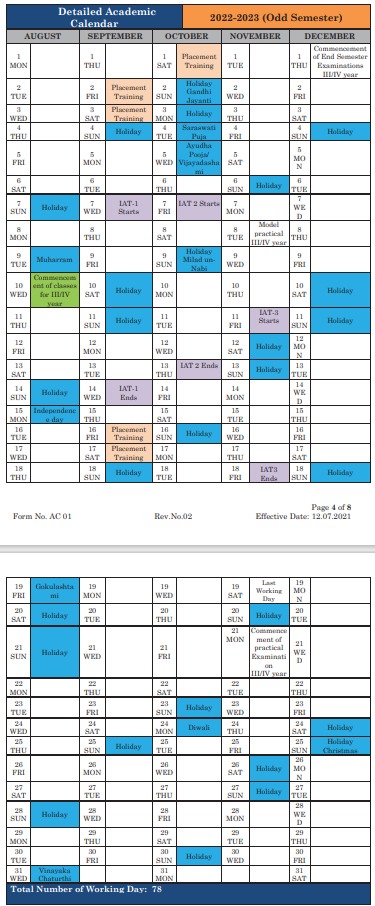 Detailed Academic Calendar 2022-2023 (Odd Semester)
AUGUST SEPTEMBER OCTOBER NOVEMBER DECEMBER
1 MON 1 THU 1 SAT Placement Training 1 TUE 1 THU Commencement of End Semester Examinations III/IV year
2 TUE 2 FRI Placement Training 2 SUN Holiday Gandhi Jayanti 2 WED 2 FRI
3 WED 3 SAT Placement Training 3 MON Holiday 3 THU 3 SAT
4 THU 4 SUN Holiday 4 TUE Saraswati Puja 4 FRI 4 SUN Holiday
5 FRI 5 MON 5 WED Ayudha Pooja/ Vijayadashami 5 SAT 5 MON
6 SAT 6 TUE 6 THU 6 SUN Holiday 6 TUE
7 SUN Holiday 7 WED IAT-1 Starts 7 FRI IAT 2 Starts 7 MON 7 WED
8 MON 8 THU 8 SAT 8 TUE Model practical III/IV year 8 THU
9 TUE Muharram 9 FRI 9 SUN Holiday Milad un-Nabi 9 WED 9 FRI
10 WED Commencement of classes for III/IV year 10 SAT Holiday 10 MON 10 THU 10 SAT Holiday
11 THU 11 SUN Holiday 11 TUE 11 FRI IAT-3 Starts 11 SUN Holiday
12 FRI 12 MON 12 WED 12 SAT Holiday 12 MON
13 SAT 13 TUE 13 THU IAT 2 Ends 13 SUN Holiday 13 TUE
14 SUN Holiday 14 WED IAT-1 Ends 14 FRI 14 MON 14 WED
15 MON Independence day 15 THU 15 SAT 15 TUE 15 THU
16 TUE 16 FRI Placement Training 16 SUN Holiday 16 WED 16 FRI
17 WED 17 SAT Placement Training 17 MON 17 THU 17 SAT
18 THU 18 SUN Holiday 18 TUE 18 FRI IAT3 Ends 18 SUN Holiday
Page 4 of 8
Form No. AC 01 Rev.No.02 Effective Date: 12.07.2021
19 FRI Gokulashtami 19 MON 19 WED 19 SAT Last Working Day 19 MON
20 SAT Holiday 20 TUE 20 THU 20 SUN Holiday 20 TUE
21 SUN Holiday 21 WED 21 FRI 21 MON Commencement of practical Examination III/IV year 21 WED
22 MON 22 THU 22 SAT 22 TUE 22 THU
23 TUE 23 FRI 23 SUN Holiday 23 WED 23 FRI
24 WED 24 SAT 24 MON Diwali 24 THU 24 SAT Holiday
25 THU 25 SUN Holiday 25 TUE 25 FRI 25 SUN Holiday Christmas
26 FRI 26 MON 26 WED 26 SAT Holiday 26 MON
27 SAT 27 TUE 27 THU 27 SUN Holiday 27 TUE
28 SUN Holiday 28 WED 28 FRI 28 MON 28 WED
29 MON 29 THU 29 SAT 29 TUE 29 THU
30 TUE 30 FRI 30 SUN Holiday 30 WED 30 FRI
31 WED Vinayaka Chaturthi 31 MON 31 SAT
Total Number of Working Day: 78